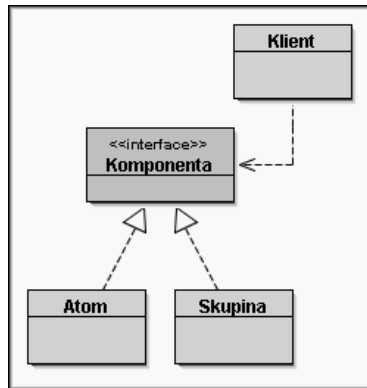 Klient
<<interface>>
Komponenta
Atom
Skupina